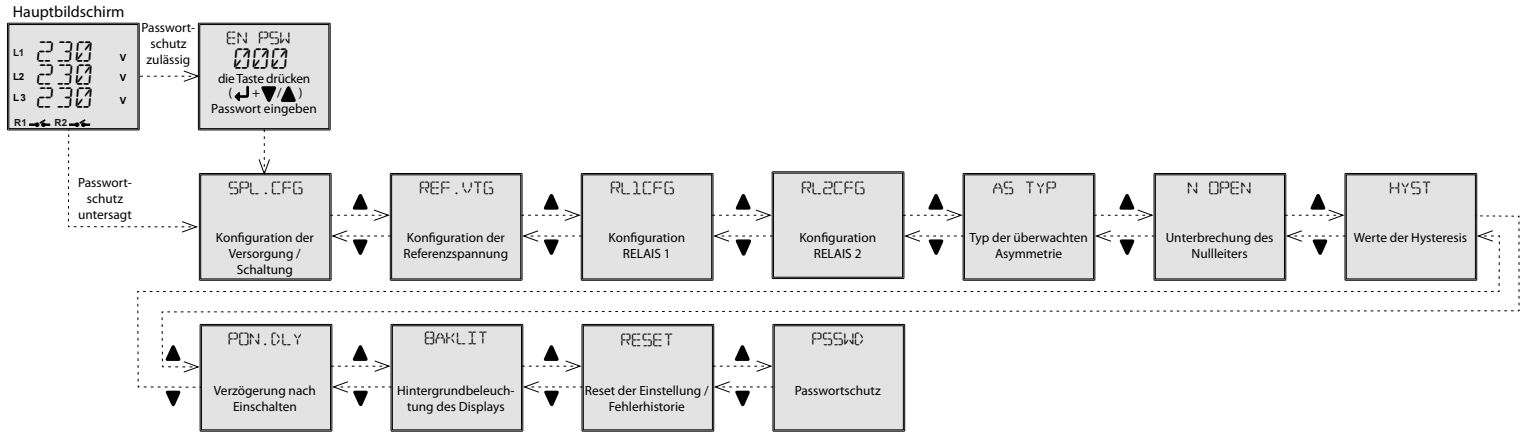 Hauptbildschirm
L1 230 V
L2 230 V
L3 230 V
R1 R2
Passwort-
schutz
zulässig
EN PSW
000
die Taste drücken
(↵+▼/▲)
Passwort eingeben
Passwort-
schutz
untersagt
SPL.CFG
Konfiguration der
Versorgung /
Schaltung
REF.VTG
Konfiguration der
Referenzspannung
RL1CFG
Konfiguration
RELAIS 1
RL2CFG
Konfiguration
RELAIS 2
AS TYP
Typ der überwachten
Asymmetrie
N OPEN
Unterbrechung des
Nullleiters
HYST
Werte der Hysteresis
PON.DLY
Verzögerung nach
Einschalten
BAKLIT
Hintergrundbeleuch-
tung des Displays
RESET
Reset der Einstellung /
Fehlerhistorie
PSSWD
Passwortschutz